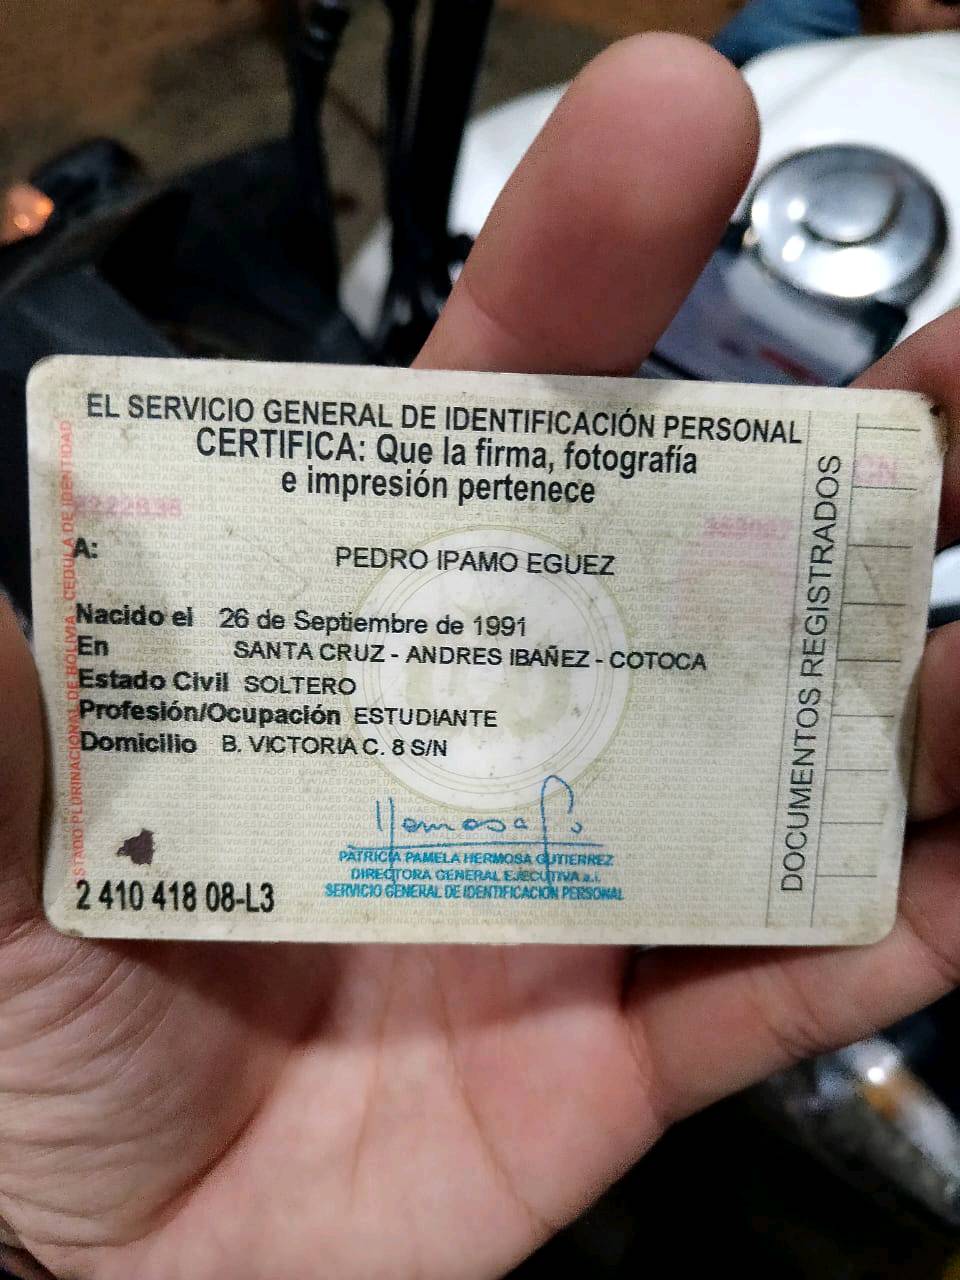 EL SERVICIO GENERAL DE IDENTIFICACIÓN PERSONAL
CERTIFICA: Que la firma, fotografía
e impresión pertenece
A: PEDRO IPAMO EGUEZ
Nacido el 26 de Septiembre de 1991
En SANTA CRUZ - ANDRES IBAÑEZ - COTOCA
Estado Civil SOLTERO
Profesión/Ocupación ESTUDIANTE
Domicilio B. VICTORIA C. 8 S/N
PATRICIA PAMELA HERMOSA GUTIERREZ
DIRECTORA GENERAL EJECUTIVA a.i.
SERVICIO GENERAL DE IDENTIFICACIÓN PERSONAL
2 410 418 08-L3
ESTADO PLURINACIONAL DE BOLIVIA - CEDULA DE IDENTIDAD
DOCUMENTOS REGISTRADOS
CN